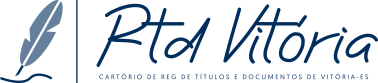 Rtd Vitória
CARTÓRIO DE REG DE TÍTULOS E DOCUMENTOS DE VITÓRIA-ES